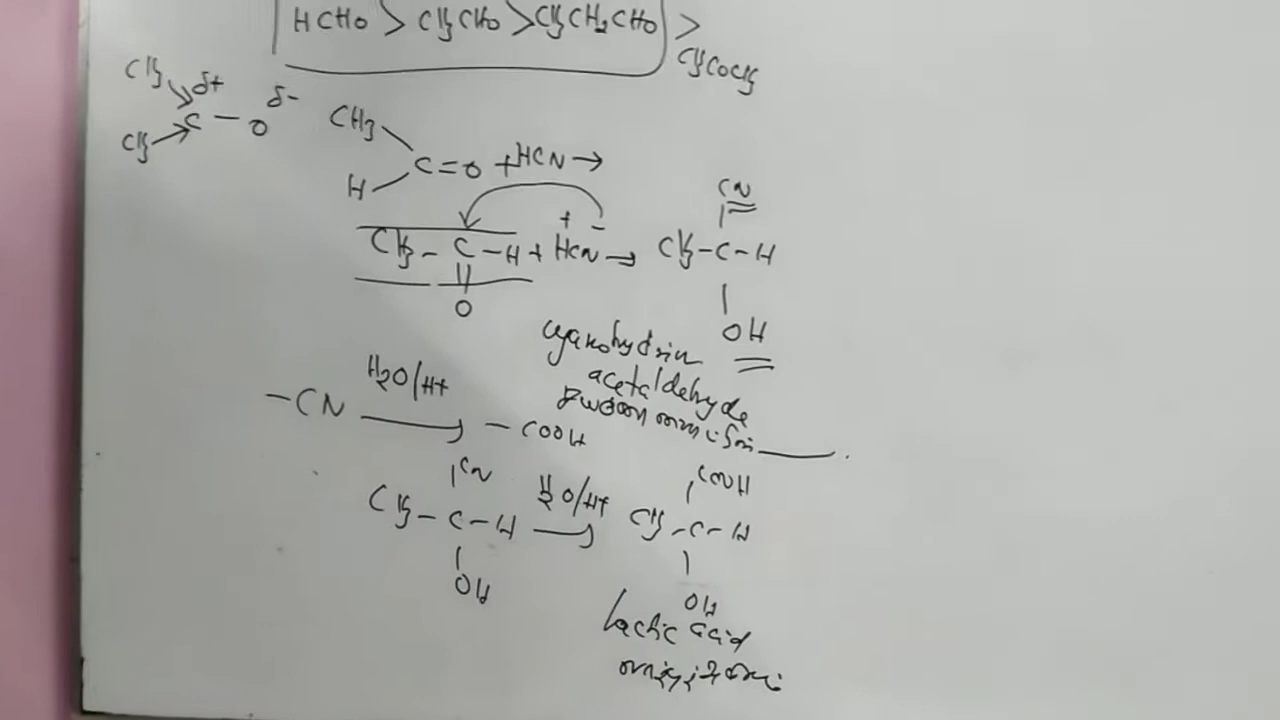 HCHO > CH3CHO > CH3CH2CHO >
CH3COCH3
CH3 δ+ δ-
C - O
CH3
CH3
C=O + HCN →
H
CN
+ -
CH3 - C - H + HCN → CH3-C-H
O
OH
cyanohydrin
acetaldehyde
H2O/H+
-CN → -COOH
CN H2O/H+ COOH
CH3-C-H → CH3-C-H
OH OH
lactic acid